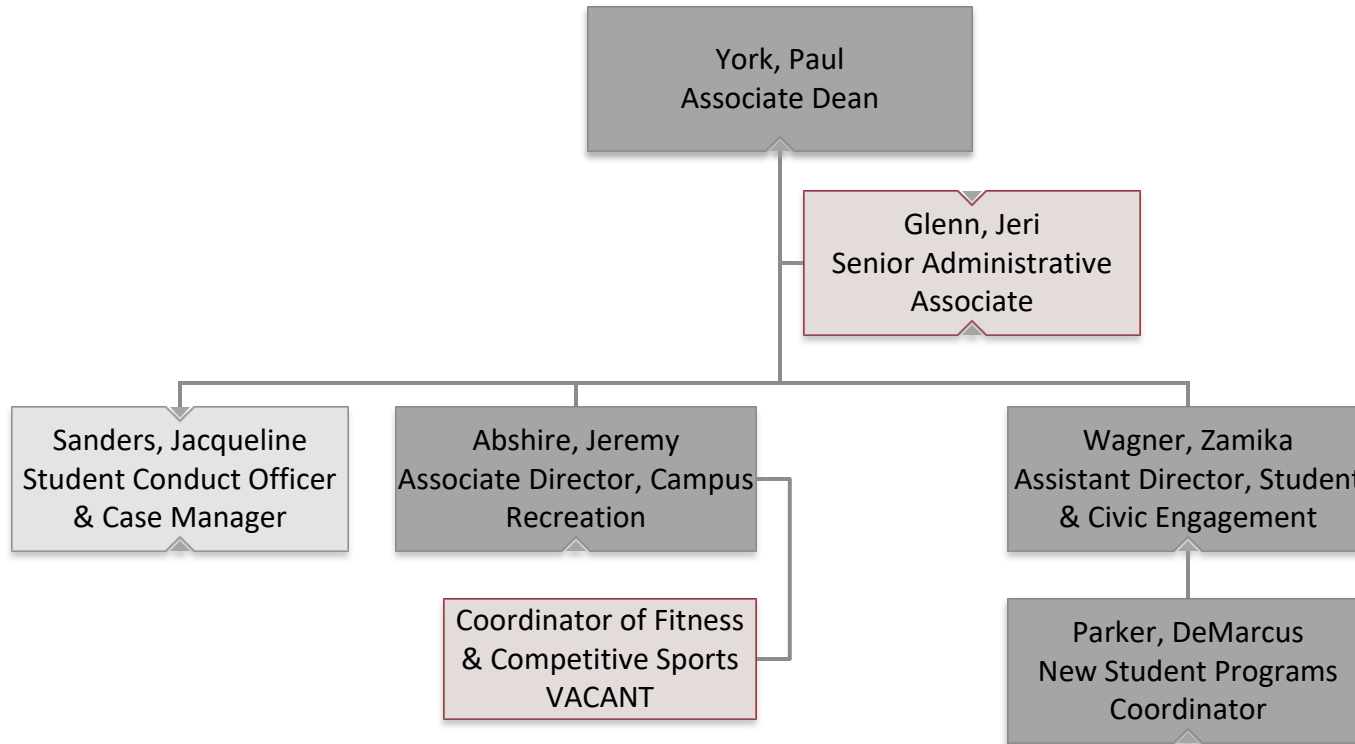 York, Paul
Associate Dean
Glenn, Jeri
Senior Administrative
Associate
Sanders, Jacqueline
Student Conduct Officer
& Case Manager
Abshire, Jeremy
Associate Director, Campus
Recreation
Wagner, Zamika
Assistant Director, Student
& Civic Engagement
Coordinator of Fitness
& Competitive Sports
VACANT
Parker, DeMarcus
New Student Programs
Coordinator